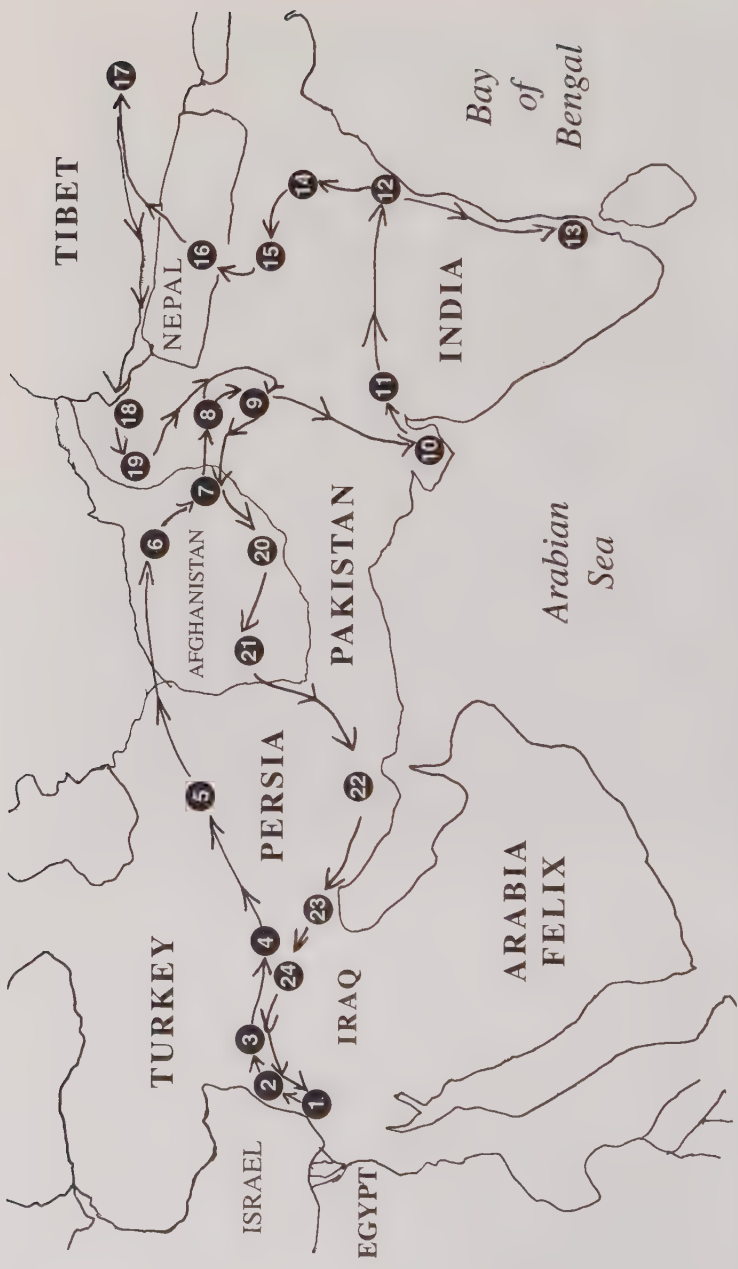 TIBET
17
NEPAL
16
18
19
14
15
12
13
Bay
of
Bengal
INDIA
11
8
9
10
7
6
AFGHANISTAN
20
21
PAKISTAN
Arabian
Sea
5
PERSIA
22
TURKEY
4
23
24
3
2
1
IRAQ
ARABIA
FELIX
ISRAEL
EGYPT